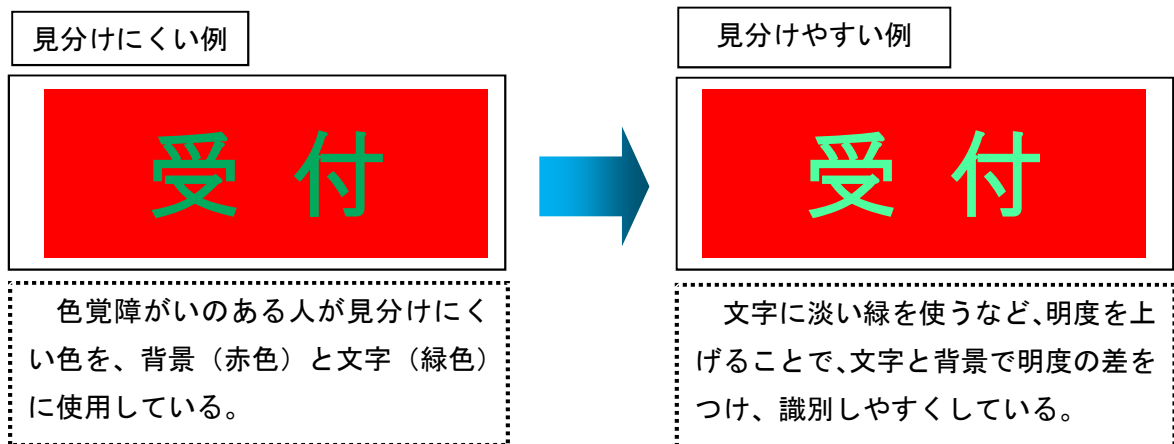 見分けにくい例
受 付
色覚障がいのある人が見分けにく
い色を、背景（赤色）と文字（緑色）
に使用している。
見分けやすい例
受 付
文字に淡い緑を使うなど、明度を上
げることで、文字と背景で明度の差を
つけ、識別しやすくしている。